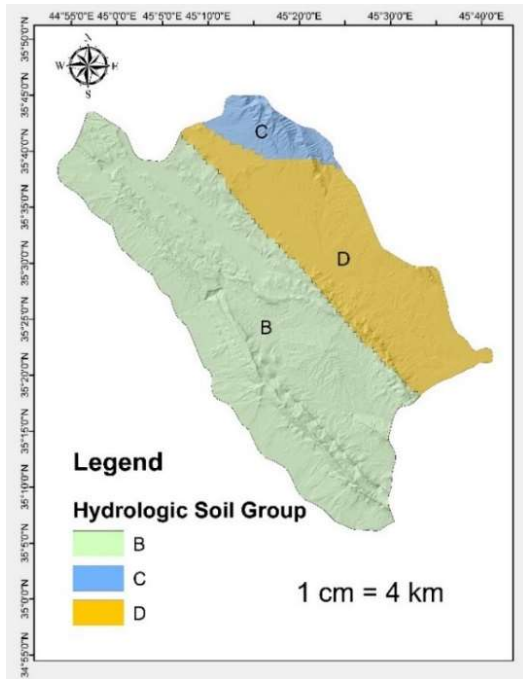 44°55'0"E 45°0'0"E 45°10'0"E 45°20'0"E 45°30'0"E 45°40'0"E
35°50'0"N
35°45'0"N
35°40'0"N
35°35'0"N
35°30'0"N
35°25'0"N
35°20'0"N
35°15'0"N
35°10'0"N
35°5'0"N
35°0'0"N
34°55'0"N
N
W E
S
C
D
B
Legend
Hydrologic Soil Group
B
C
D
1 cm = 4 km